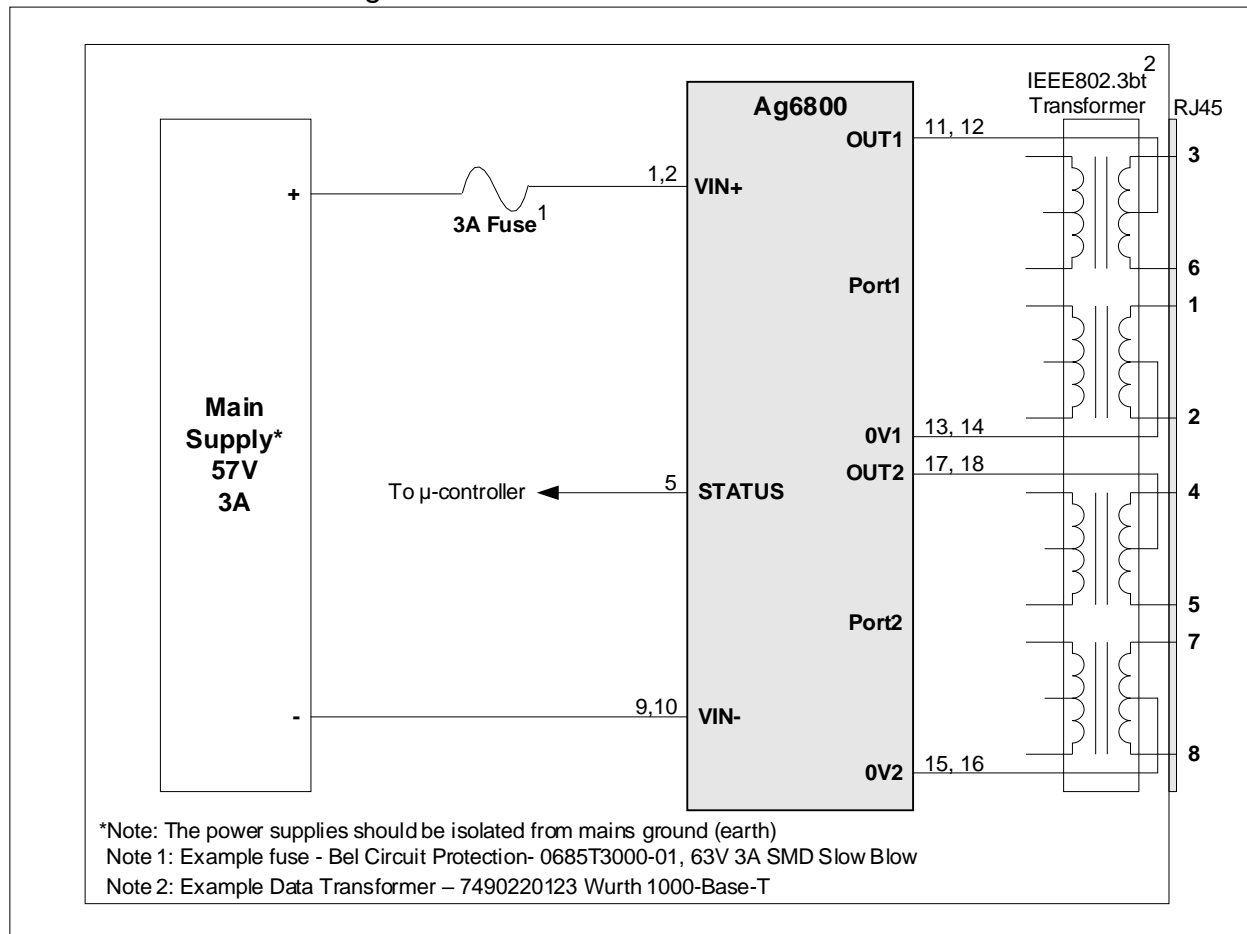 IEEE802.3bt 2
Transformer
RJ45
Ag6800
OUT1
11, 12
3
+
1,2
VIN+
3A Fuse 1
6
Port1
1
Main
Supply*
57V
3A
2
0V1
13, 14
OUT2
17, 18
To µ-controller
5
STATUS
4
5
Port2
7
-
9,10
VIN-
8
0V2
15, 16
*Note: The power supplies should be isolated from mains ground (earth)
Note 1: Example fuse - Bel Circuit Protection- 0685T3000-01, 63V 3A SMD Slow Blow
Note 2: Example Data Transformer – 7490220123 Wurth 1000-Base-T